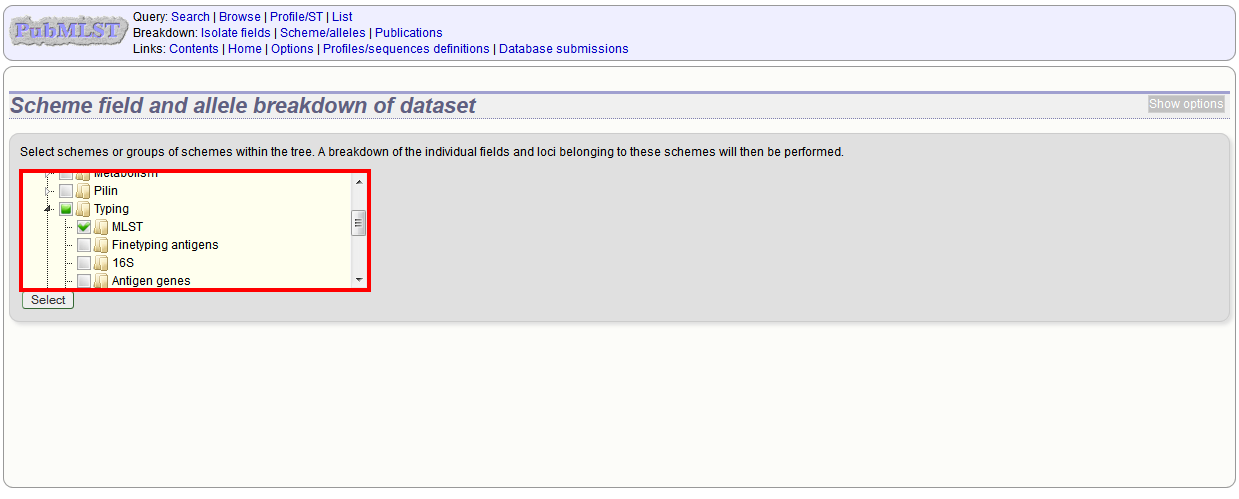 PubMLST
Query: Search | Browse | Profile/ST | List
Breakdown: Isolate fields | Scheme/alleles | Publications
Links: Contents | Home | Options | Profiles/sequences definitions | Database submissions
Scheme field and allele breakdown of dataset
Show options
Select schemes or groups of schemes within the tree. A breakdown of the individual fields and loci belonging to these schemes will then be performed.
Metabolism
Pilin
Typing
MLST
Finetyping antigens
16S
Antigen genes
Select